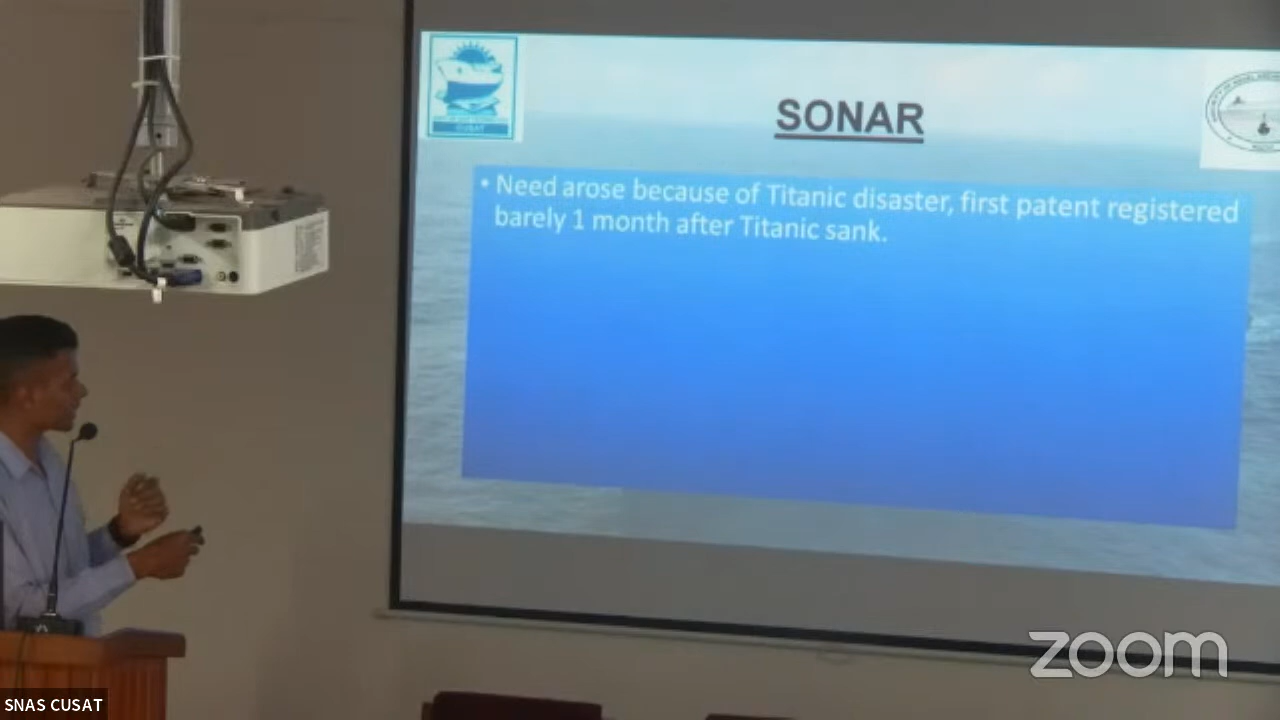 SONAR
• Need arose because of Titanic disaster, first patent registered
barely 1 month after Titanic sank.
CUSAT
zoom
SNAS CUSAT